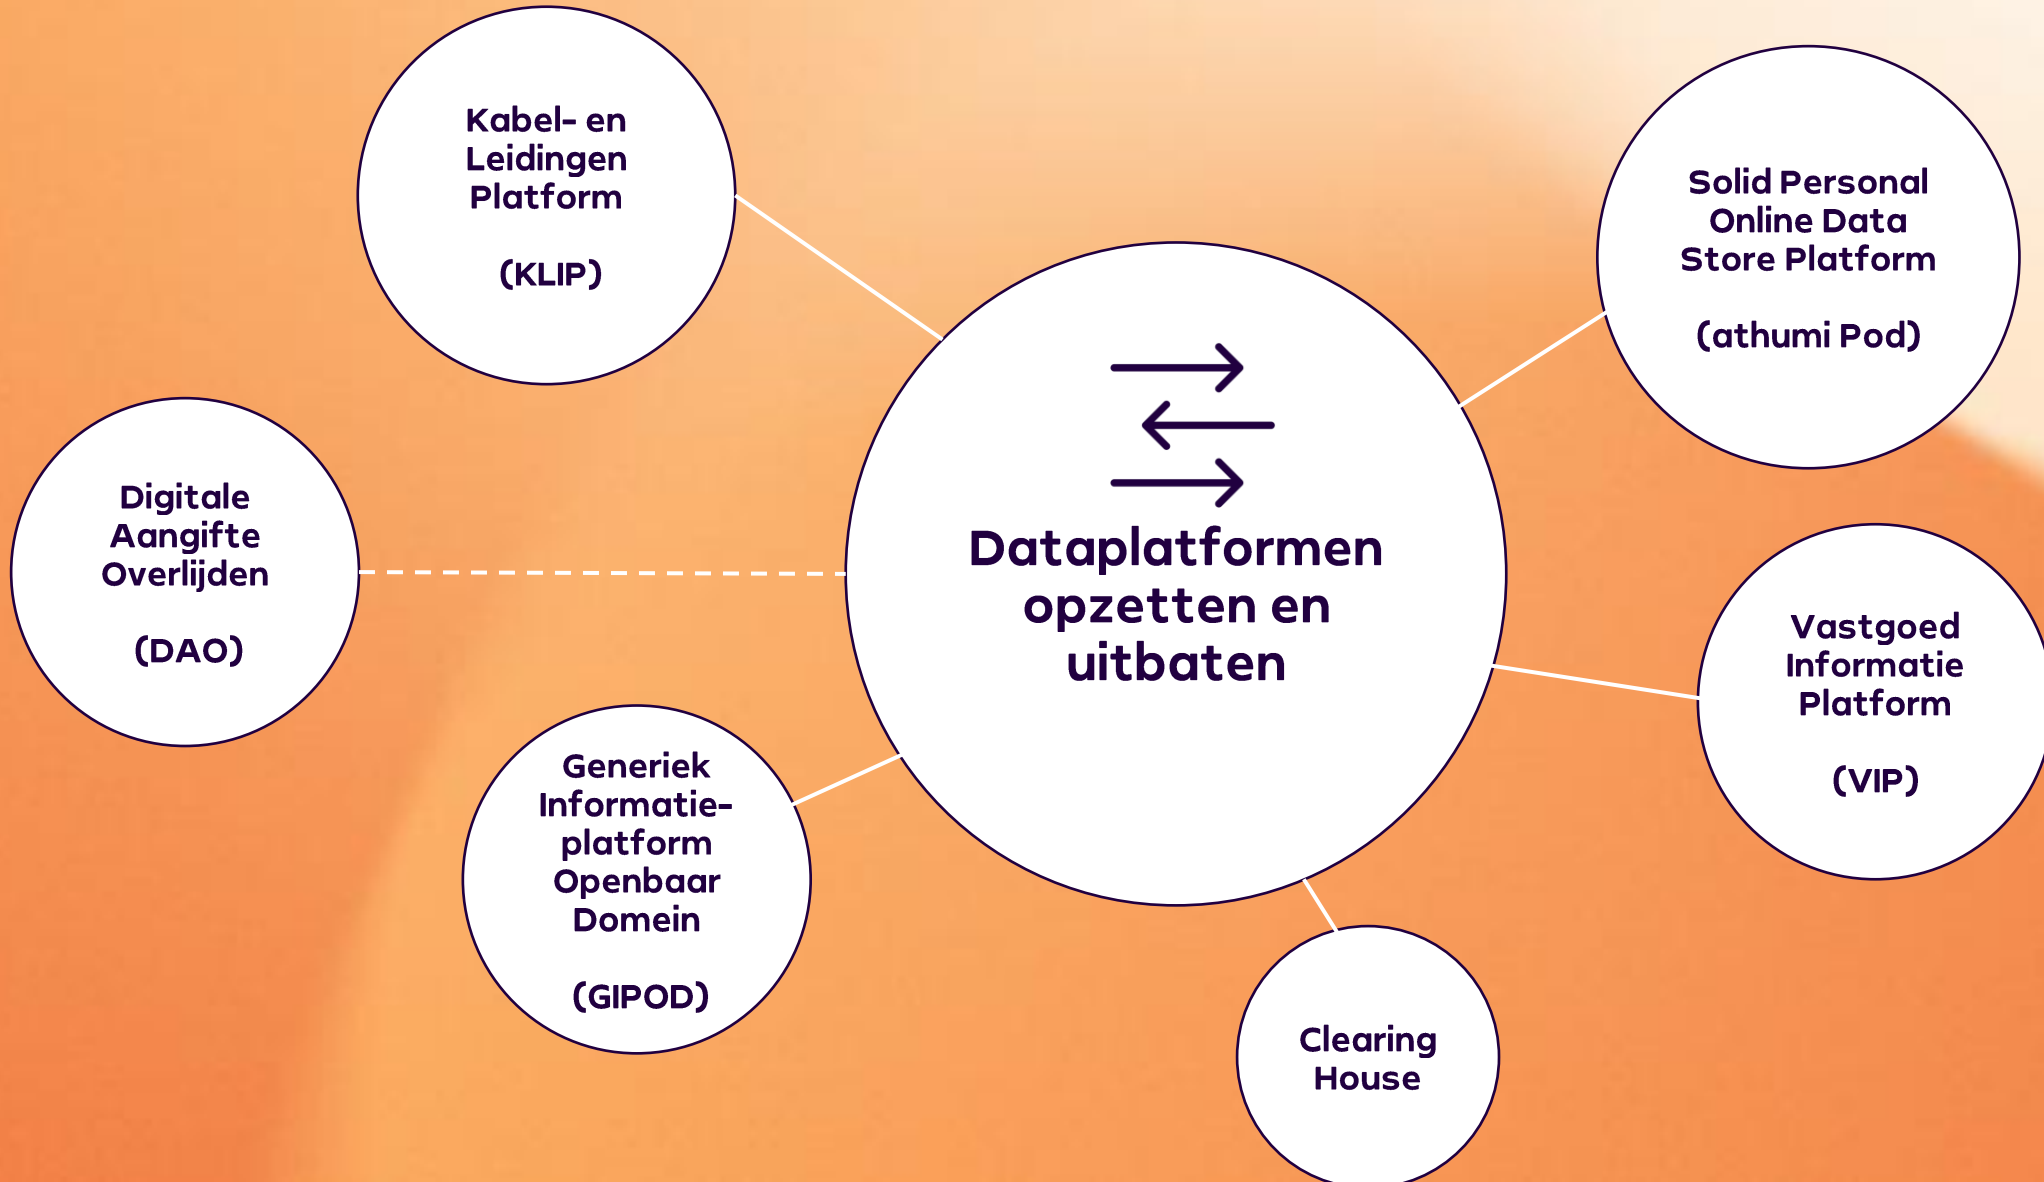 Kabel- en
Leidingen
Platform
(KLIP)
Solid Personal
Online Data
Store Platform
(athumi Pod)
Digitale
Aangifte
Overlijden
(DAO)
Dataplatformen
opzetten en
uitbaten
Vastgoed
Informatie
Platform
(VIP)
Generiek
Informatie-
platform
Openbaar
Domein
(GIPOD)
Clearing
House